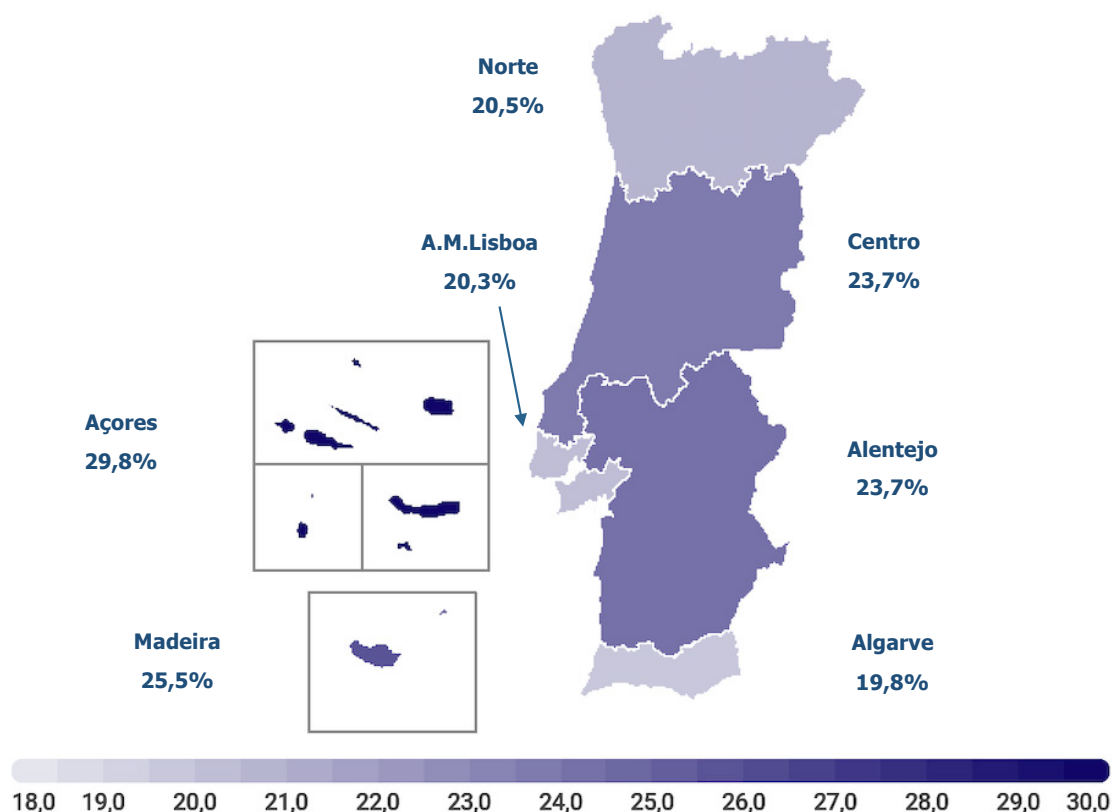 Norte
20,5%
A.M.Lisboa
20,3%
Centro
23,7%
Açores
29,8%
Alentejo
23,7%
Madeira
25,5%
Algarve
19,8%
18,0 19,0 20,0 21,0 22,0 23,0 24,0 25,0 26,0 27,0 28,0 29,0 30,0